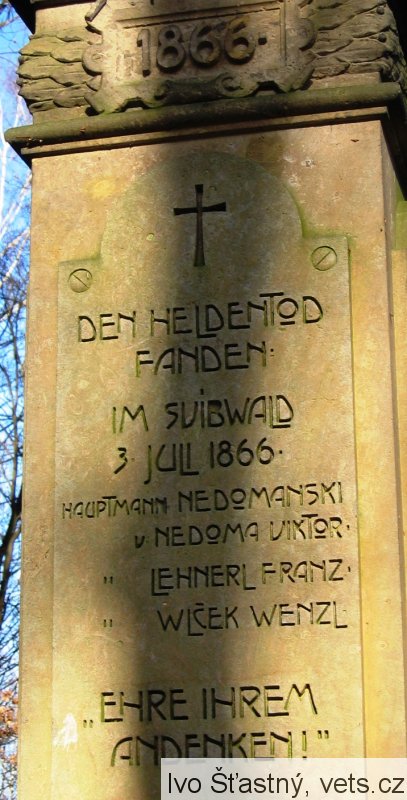 1866.
DEN HELDENTOD
FANDEN:
IM SVIBWALD
3. JULI 1866.
HAUPTMANN NEDOMANSKI
v. NEDOMA VIKTOR.
" LEHNERL FRANZ.
" WLČEK WENZL.
„EHRE IHREM
ANDENKEN!"
Ivo Šťastný, vets.cz